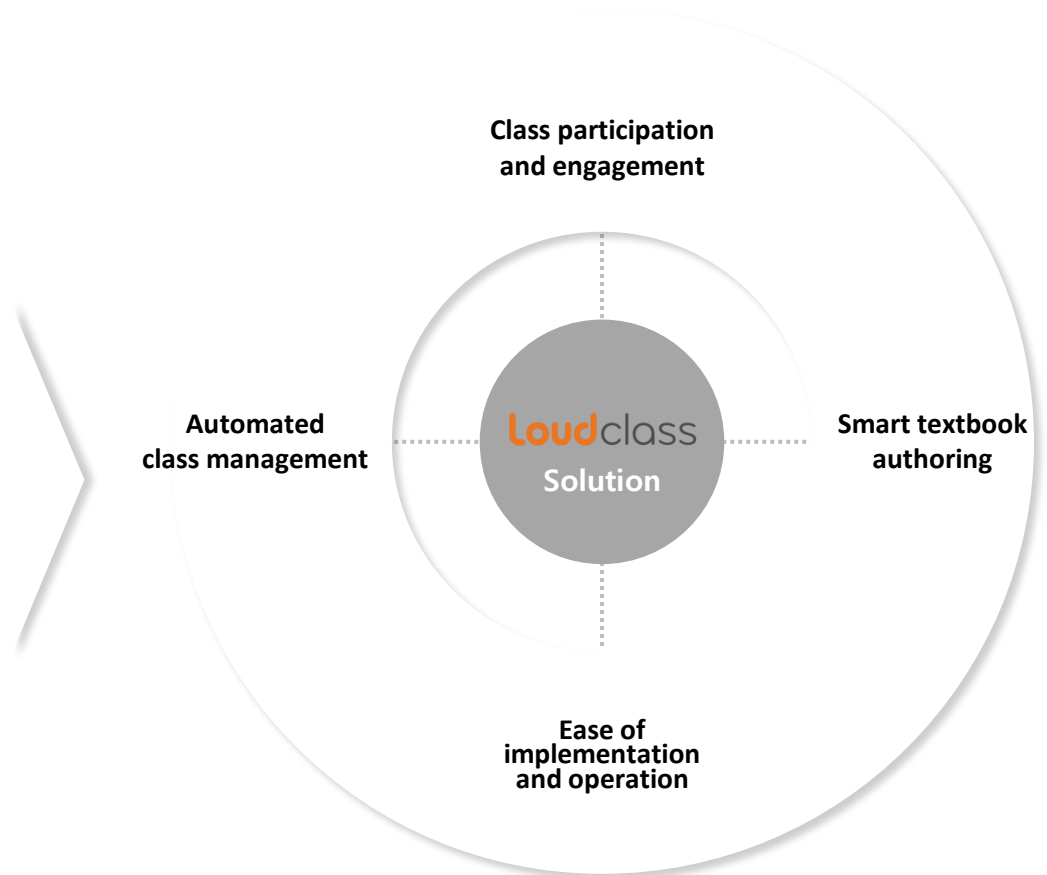 Class participation
and engagement
Automated
class management
Loudclass
Solution
Smart textbook
authoring
Ease of
implementation
and operation